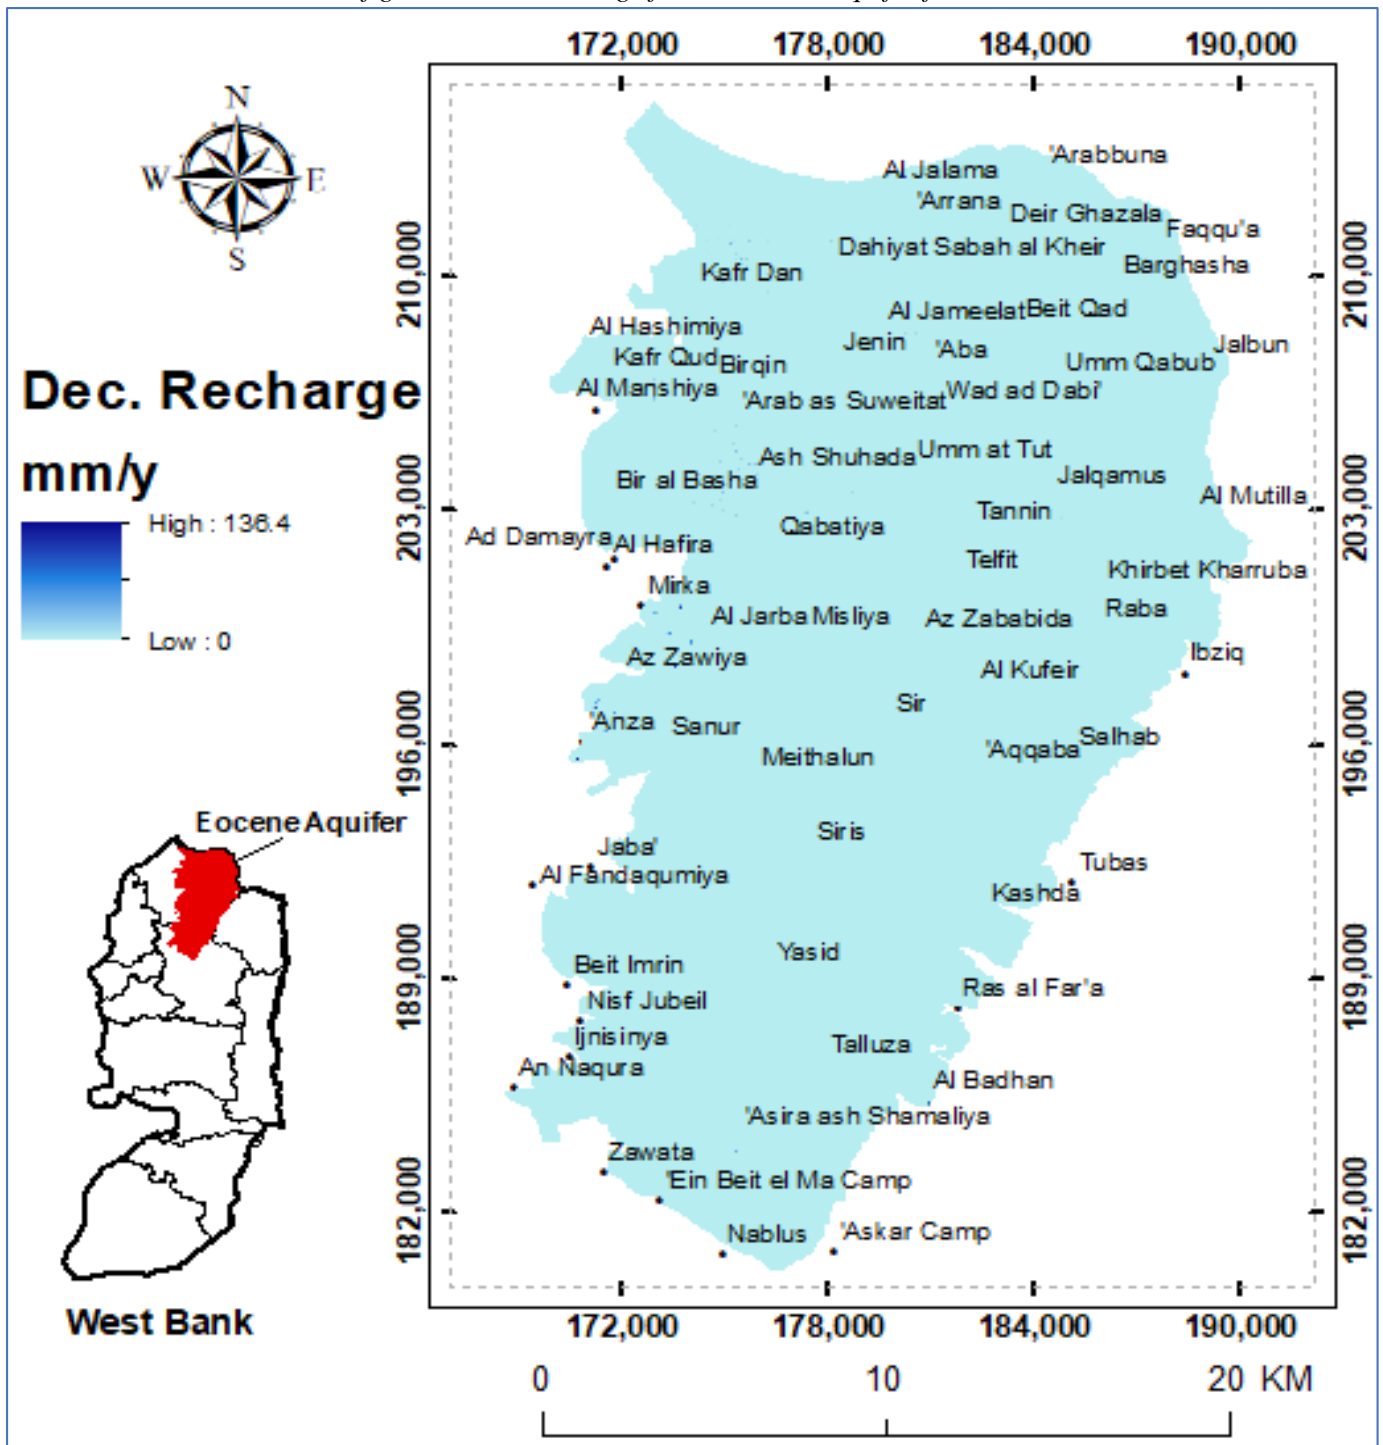 172,000 178,000 184,000 190,000
N
W E
S
210,000 210,000
203,000 203,000
196,000 196,000
189,000 189,000
182,000 182,000
Dec. Recharge
mm/y
High : 136.4
Low : 0
'Arabbuna
Al Jalama
'Arrana
Deir Ghazala
Faqqu'a
Dahiyat Sabah al Kheir
Barghasha
Kafr Dan
Al Jameelat Beit Qad
Al Hashimiya
Jenin
'Aba
Jalbun
Kafr Qud Birqin
Umm Qabub
Al Manshiya
'Arab as Suweitat Wad ad Dabi'
Ash Shuhada Umm at Tut
Bir al Basha
Jalqamus
Al Mutilla
Tannin
Qabatiya
Ad Damayra Al Hafira
Telfit
Khirbet Kharruba
Mirka
Raba
Al Jarba Misliya
Az Zababida
Ibziq
Az Zawiya
Al Kufeir
Sir
'Anza Sanur
Salhab
'Aqqaba
Meithalun
Siris
Jaba'
Tubas
Al Fandaqumiya
Kashda
Yasid
Beit Imrin
Ras al Far'a
Nisf Jubeil
Ijnisinya
Talluza
An Naqura
Al Badhan
'Asira ash Shamaliya
Zawata
'Ein Beit el Ma Camp
Nablus 'Askar Camp
Eocene Aquifer
West Bank
172,000 178,000 184,000 190,000
0 10 20 KM